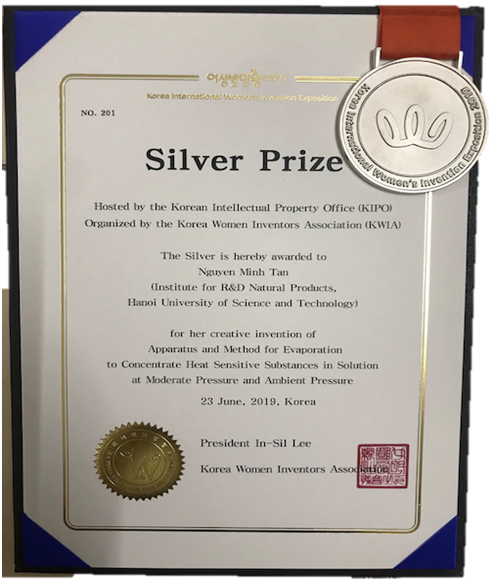 Korea International Women's Invention Exposition
NO. 201
Silver Prize
Hosted by the Korean Intellectual Property Office (KIPO)
Organized by the Korea Women Inventors Association (KWIA)
The Silver is hereby awarded to
Nguyen Minh Tan
(Institute for R&D Natural Products,
Hanoi University of Science and Technology)
for her creative invention of
Apparatus and Method for Evaporation
to Concentrate Heat Sensitive Substances in Solution
at Moderate Pressure and Ambient Pressure
23 June, 2019, Korea
President In-Sil Lee
Korea Women Inventors Association
Korea International Women's Invention Exposition 2019